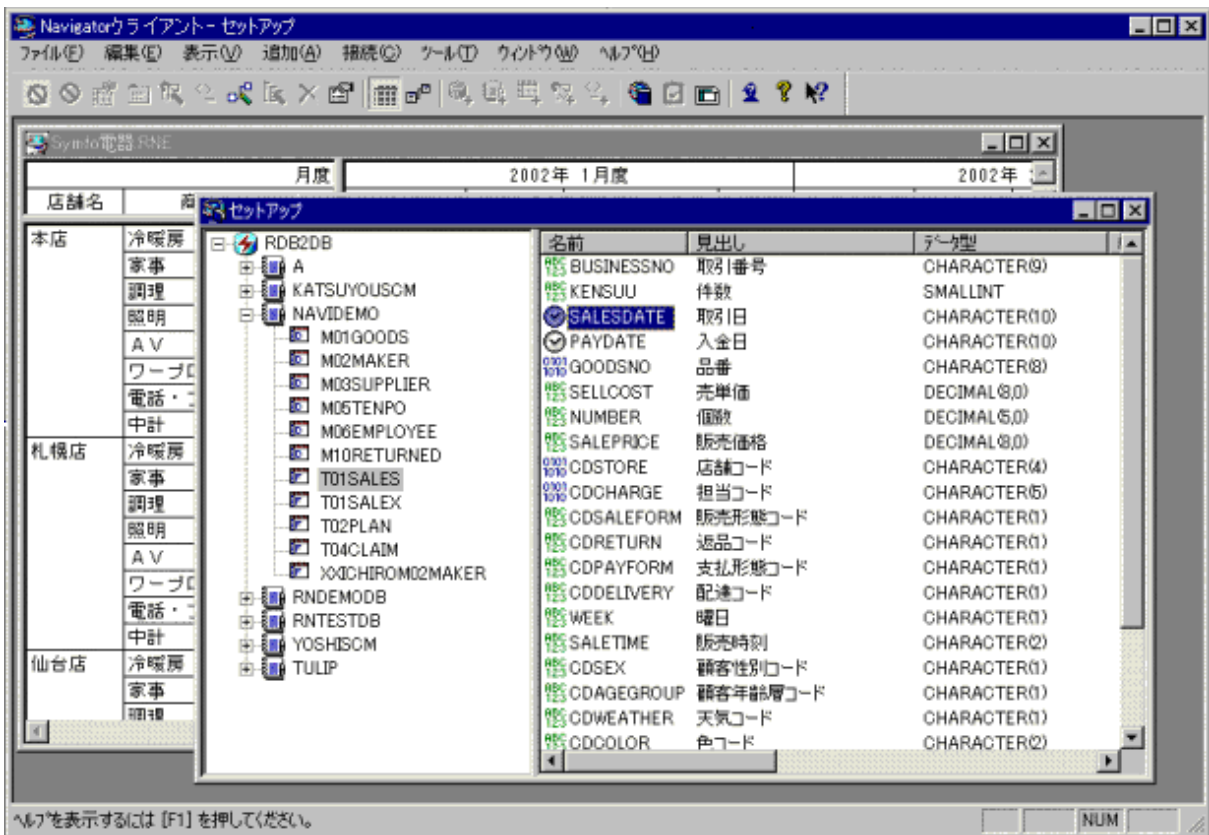 Navigatorクライアント - セットアップ
ファイル(F) 編集(E) 表示(V) 追加(A) 接続(C) ツール(T) ウィンドウ(W) ヘルプ(H)
Symfo電器.RNE
月度 2002年 1月度 2002年
店舗名 商
本店 冷暖房
家事
調理
照明
AV
ワープロ
電話・
中計
札幌店 冷暖房
家事
調理
照明
AV
ワープロ
電話・
中計
仙台店 冷暖房
家事
調理
セットアップ
RDB2DB
A
KATSUYOUSCM
NAVIDEMO
M01GOODS
M02MAKER
M03SUPPLIER
M05TENPO
M06EMPLOYEE
M10RETURNED
T01SALES
T01SALEX
T02PLAN
T04CLAIM
XXICHIROM02MAKER
RNDEMODB
RNTESTDB
YOSHISCM
TULIP
名前 見出し データ型
BUSINESSNO 取引番号 CHARACTER(9)
KENSUU 件数 SMALLINT
SALESDATE 取引日 CHARACTER(10)
PAYDATE 入金日 CHARACTER(10)
GOODSNO 品番 CHARACTER(8)
SELLCOST 売単価 DECIMAL(8,0)
NUMBER 個数 DECIMAL(5,0)
SALEPRICE 販売価格 DECIMAL(8,0)
CDSTORE 店舗コード CHARACTER(4)
CDCHARGE 担当コード CHARACTER(5)
CDSALEFORM 販売形態コード CHARACTER(1)
CDRETURN 返品コード CHARACTER(1)
CDPAYFORM 支払形態コード CHARACTER(1)
CDDELIVERY 配達コード CHARACTER(1)
WEEK 曜日 CHARACTER(1)
SALETIME 販売時刻 CHARACTER(2)
CDSEX 顧客性別コード CHARACTER(1)
CDAGEGROUP 顧客年齢層コード CHARACTER(1)
CDWEATHER 天気コード CHARACTER(1)
CDCOLOR 色コード CHARACTER(2)
ヘルプを表示するには [F1] を押してください。
NUM